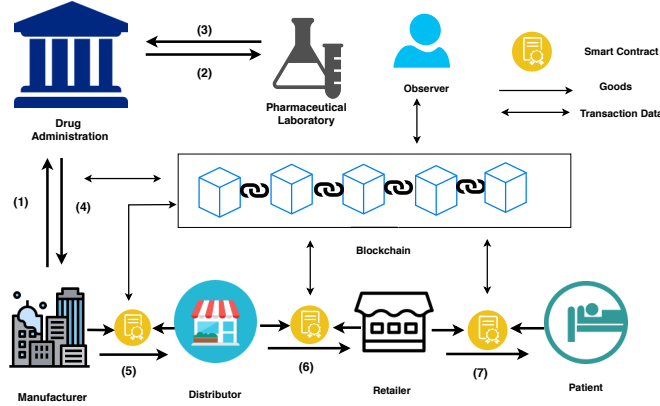 (3)
(2)
Smart Contract
Goods
Transaction Data
Observer
Pharmaceutical
Laboratory
Drug
Administration
(1)
(4)
Blockchain
(5)
(6)
(7)
Manufacturer
Distributor
Retailer
Patient